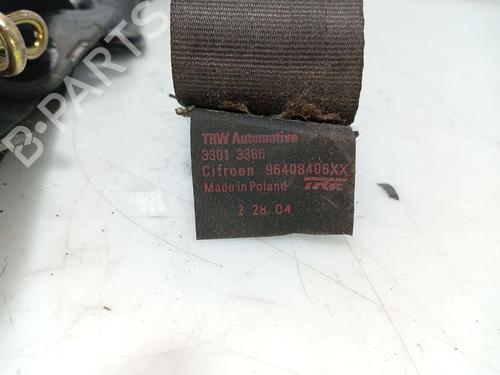 TRW Automotive
3301 3366
Citroen 96408406XX
Made in Poland TRW
2 28 04
B-PARTS